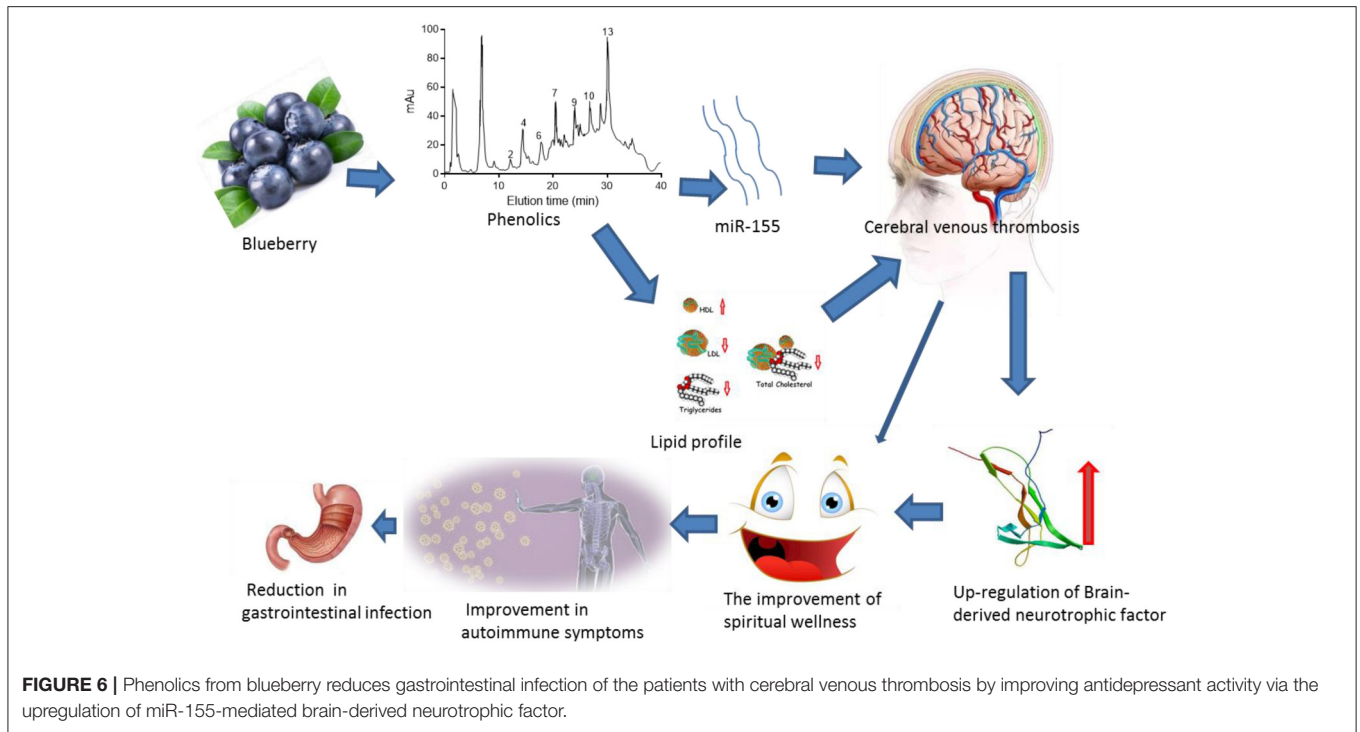 100
80
60
40
20
0
mAu
2
4
6
7
9
10
13
0
10
20
30
40
Elution time (min)
Phenolics
Blueberry
miR-155
Cerebral venous thrombosis
HDL
LDL
Triglycerides
Total Cholesterol
Lipid profile
Reduction in
gastrointestinal infection
Improvement in
autoimmune symptoms
The improvement of
spiritual wellness
Up-regulation of Brain-
derived neurotrophic factor
FIGURE 6 | Phenolics from blueberry reduces gastrointestinal infection of the patients with cerebral venous thrombosis by improving antidepressant activity via the
upregulation of miR-155-mediated brain-derived neurotrophic factor.